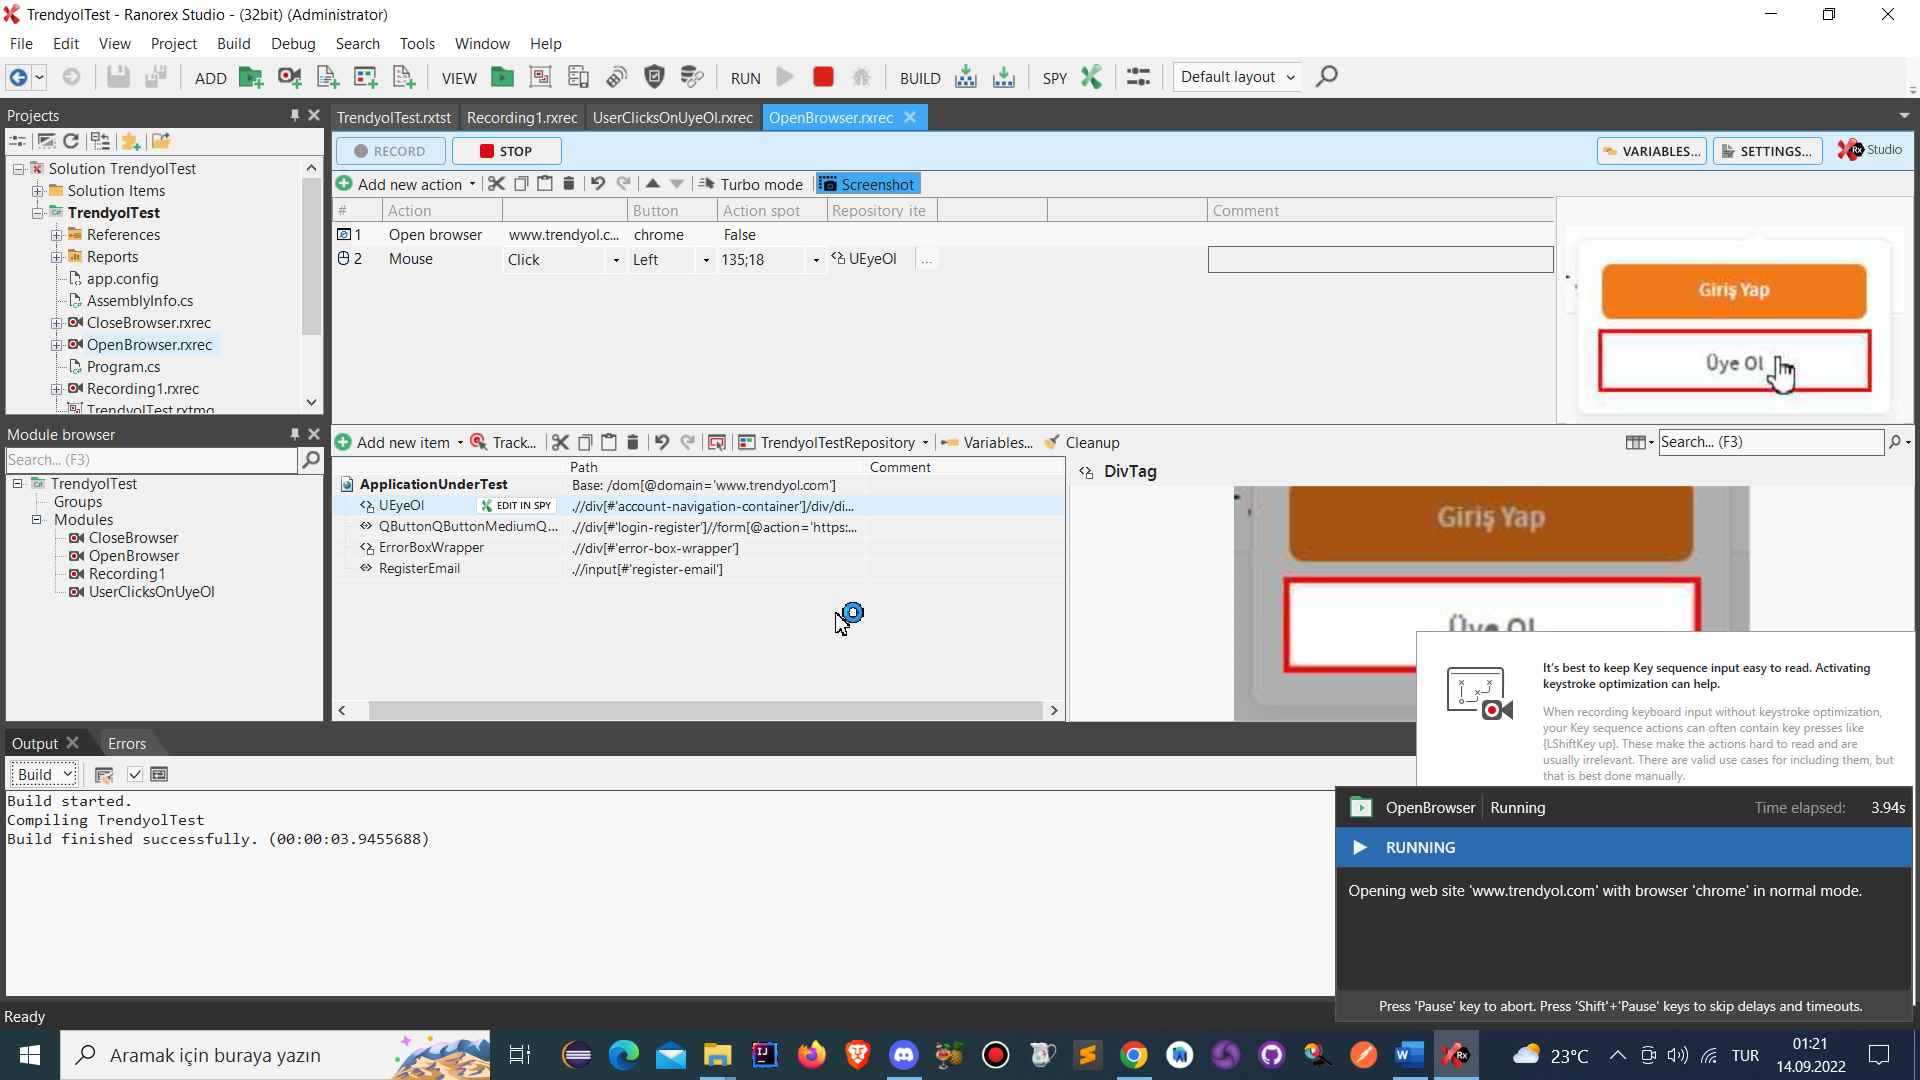 TrendyolTest - Ranorex Studio - (32bit) (Administrator)
File Edit View Project Build Debug Search Tools Window Help
ADD VIEW RUN BUILD SPY Default layout
Projects
Solution TrendyolTest
Solution Items
TrendyolTest
References
Reports
app.config
AssemblyInfo.cs
CloseBrowser.rxrec
OpenBrowser.rxrec
Program.cs
Recording1.rxrec
TrendyolTest.rxtmg
Module browser
Search... (F3)
TrendyolTest
Groups
Modules
CloseBrowser
OpenBrowser
Recording1
UserClicksOnUyeOl
TrendyolTest.rxtst Recording1.rxrec UserClicksOnUyeOl.rxrec OpenBrowser.rxrec
RECORD STOP VARIABLES... SETTINGS... Rx Studio
Add new action Turbo mode Screenshot
# Action Button Action spot Repository ite Comment
1 Open browser www.trendyol.c... chrome False
2 Mouse Click Left 135;18 UEyeOl ...
Giriş Yap
Üye Ol
Add new item Track... TrendyolTestRepository Variables... Cleanup Search... (F3)
Path Comment
ApplicationUnderTest Base: /dom[@domain='www.trendyol.com']
UEyeOl EDIT IN SPY .//div[#'account-navigation-container']/div/di...
QButtonQButtonMediumQ... .//div[#'login-register']//form[@action='https:...
ErrorBoxWrapper .//div[#'error-box-wrapper']
RegisterEmail .//input[#'register-email']
DivTag
Giriş Yap
Üye Ol
It's best to keep Key sequence input easy to read. Activating
keystroke optimization can help.
When recording keyboard input without keystroke optimization,
your Key sequence actions can often contain key presses like
{LShiftKey up}. These make the actions hard to read and are
usually irrelevant. There are valid use cases for including them, but
that is best done manually.
Output Errors
Build
Build started.
Compiling TrendyolTest
Build finished successfully. (00:00:03.9455688)
OpenBrowser Running Time elapsed: 3.94s
RUNNING
Opening web site 'www.trendyol.com' with browser 'chrome' in normal mode.
Press 'Pause' key to abort. Press 'Shift'+'Pause' keys to skip delays and timeouts.
Ready
Aramak için buraya yazın
23°C TUR
01:21
14.09.2022